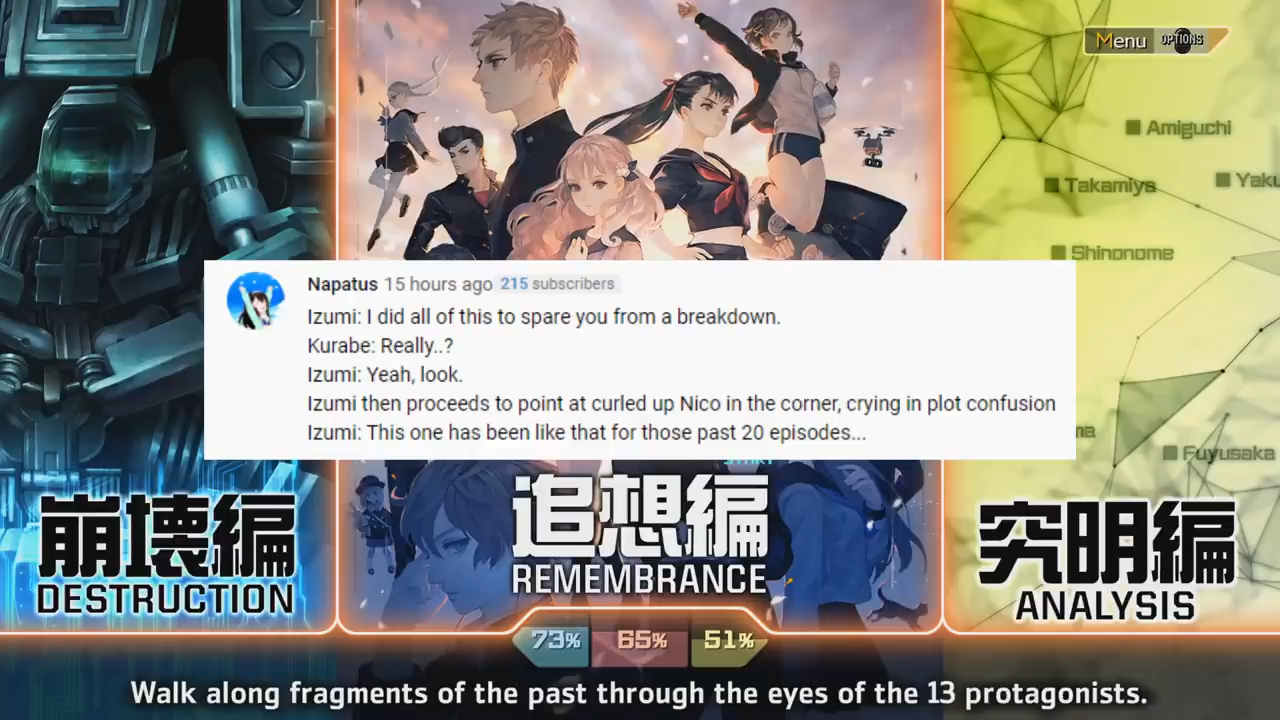 Menu OPTIONS
Amiguchi
Takamiya
Yaku
Shinonome
Napatus 15 hours ago 215 subscribers
Izumi: I did all of this to spare you from a breakdown.
Kurabe: Really..?
Izumi: Yeah, look.
Izumi then proceeds to point at curled up Nico in the corner, crying in plot confusion
Izumi: This one has been like that for those past 20 episodes...
ma
Fuyusaka
崩壊編
DESTRUCTION
追想編
REMEMBRANCE
究明編
ANALYSIS
73% 65% 51%
Walk along fragments of the past through the eyes of the 13 protagonists.